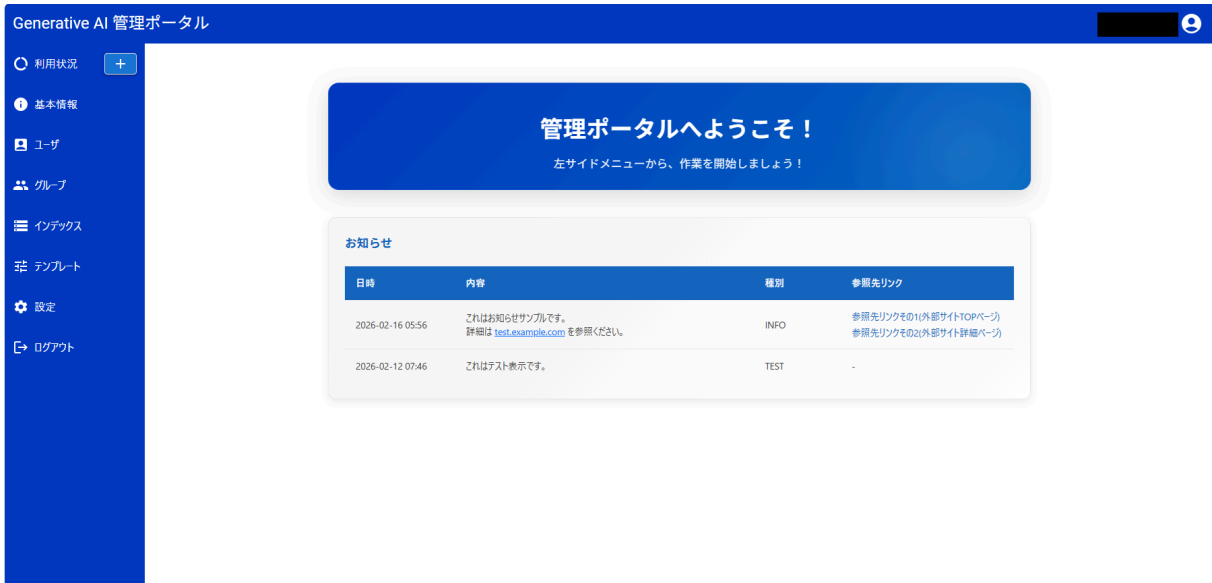 Generative AI 管理ポータル
利用状況
+
基本情報
ユーザ
グループ
インデックス
テンプレート
設定
ログアウト
管理ポータルへようこそ！
左サイドメニューから、作業を開始しましょう！
お知らせ
日時 内容 種別 参照先リンク
2026-02-16 05:56 これはお知らせサンプルです。 INFO 参照先リンクその1(外部サイトTOPページ)
詳細は test.example.com を参照ください。 参照先リンクその2(外部サイト詳細ページ)
2026-02-12 07:46 これはテスト表示です。 TEST -